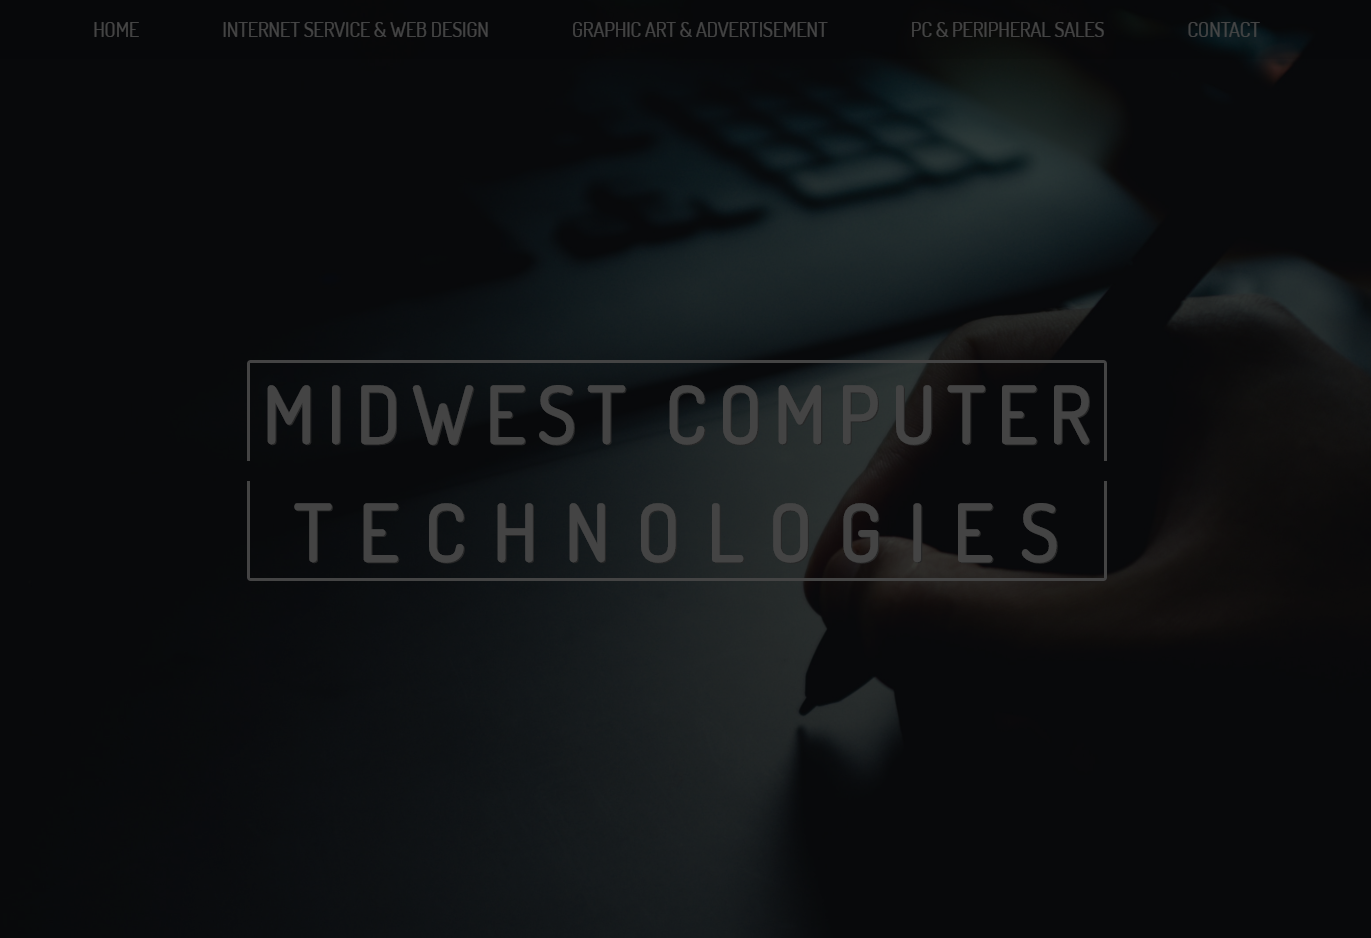 HOME INTERNET SERVICE & WEB DESIGN GRAPHIC ART & ADVERTISEMENT PC & PERIPHERAL SALES CONTACT
MIDWEST COMPUTER
TECHNOLOGIES